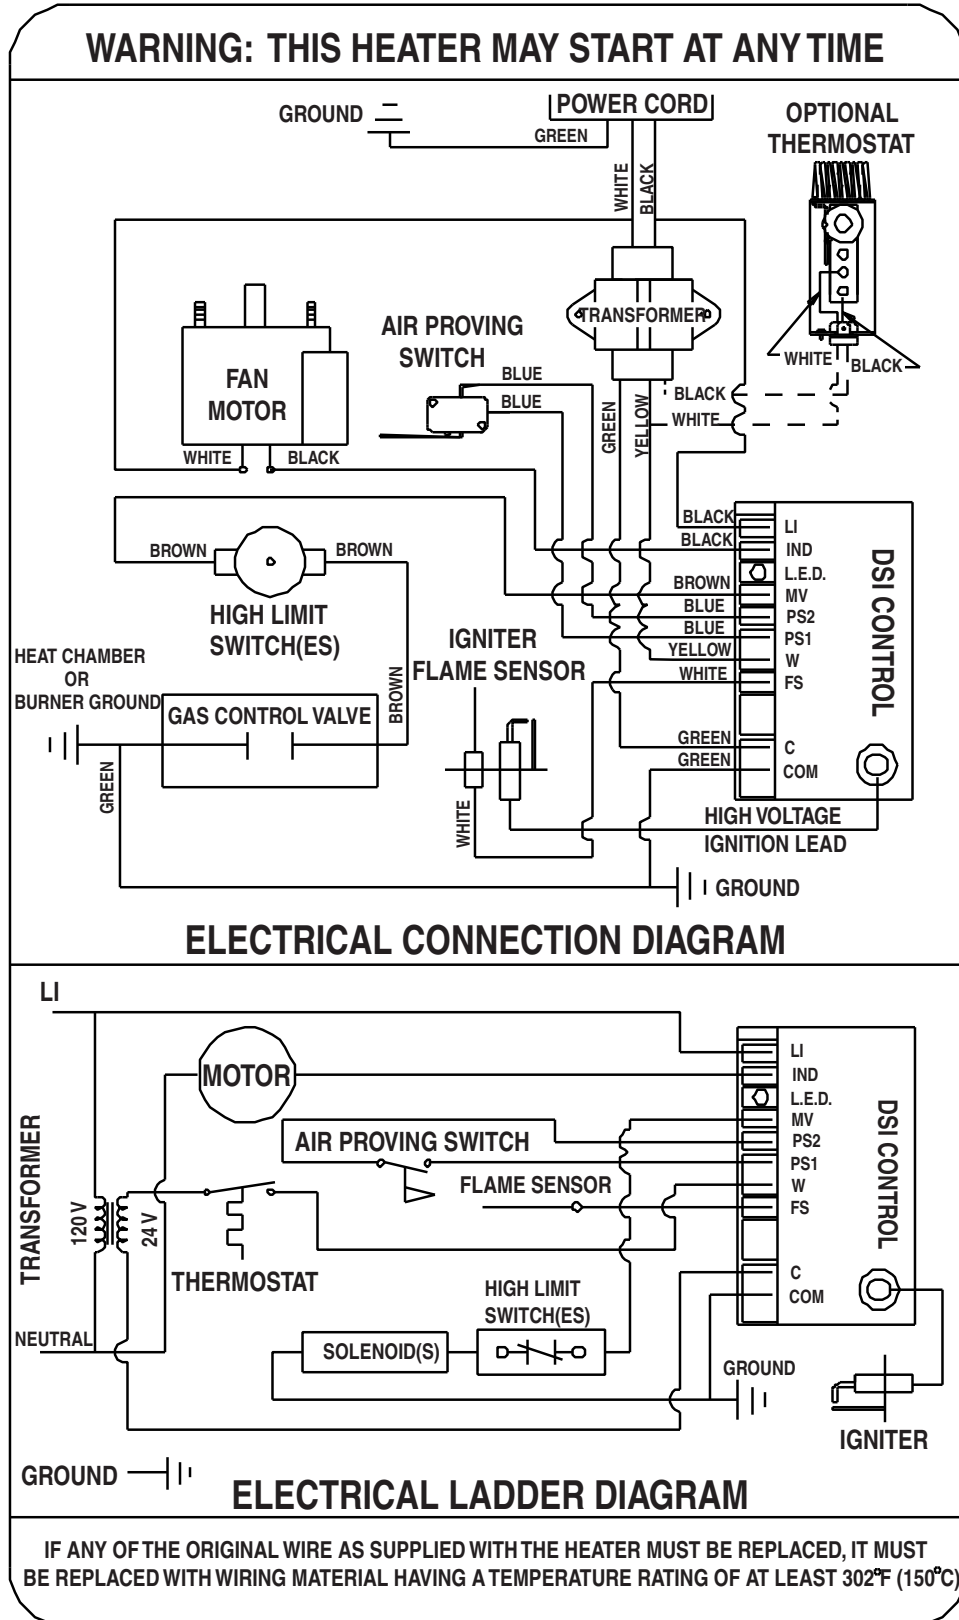 WARNING: THIS HEATER MAY START AT ANY TIME
GROUND
POWER CORD
GREEN
OPTIONAL
THERMOSTAT
WHITE
BLACK
TRANSFORMER
AIR PROVING
SWITCH
FAN
MOTOR
BLUE
BLUE
WHITE
BLACK
BLACK
WHITE
GREEN
YELLOW
WHITE
BLACK
BLACK
LI
BLACK
IND
L.E.D.
BROWN
MV
BLUE
PS2
BLUE
PS1
YELLOW
W
WHITE
FS
GREEN
C
GREEN
COM
DSI CONTROL
BROWN
BROWN
HIGH LIMIT
SWITCH(ES)
IGNITER
FLAME SENSOR
HEAT CHAMBER
OR
BURNER GROUND
GAS CONTROL VALVE
BROWN
GREEN
WHITE
HIGH VOLTAGE
IGNITION LEAD
GROUND
ELECTRICAL CONNECTION DIAGRAM
LI
MOTOR
LI
IND
L.E.D.
MV
PS2
PS1
W
FS
C
COM
DSI CONTROL
AIR PROVING SWITCH
FLAME SENSOR
TRANSFORMER
120 V
24 V
THERMOSTAT
HIGH LIMIT
SWITCH(ES)
NEUTRAL
SOLENOID(S)
GROUND
IGNITER
GROUND
ELECTRICAL LADDER DIAGRAM
IF ANY OF THE ORIGINAL WIRE AS SUPPLIED WITH THE HEATER MUST BE REPLACED, IT MUST
BE REPLACED WITH WIRING MATERIAL HAVING A TEMPERATURE RATING OF AT LEAST 302°F (150°C)